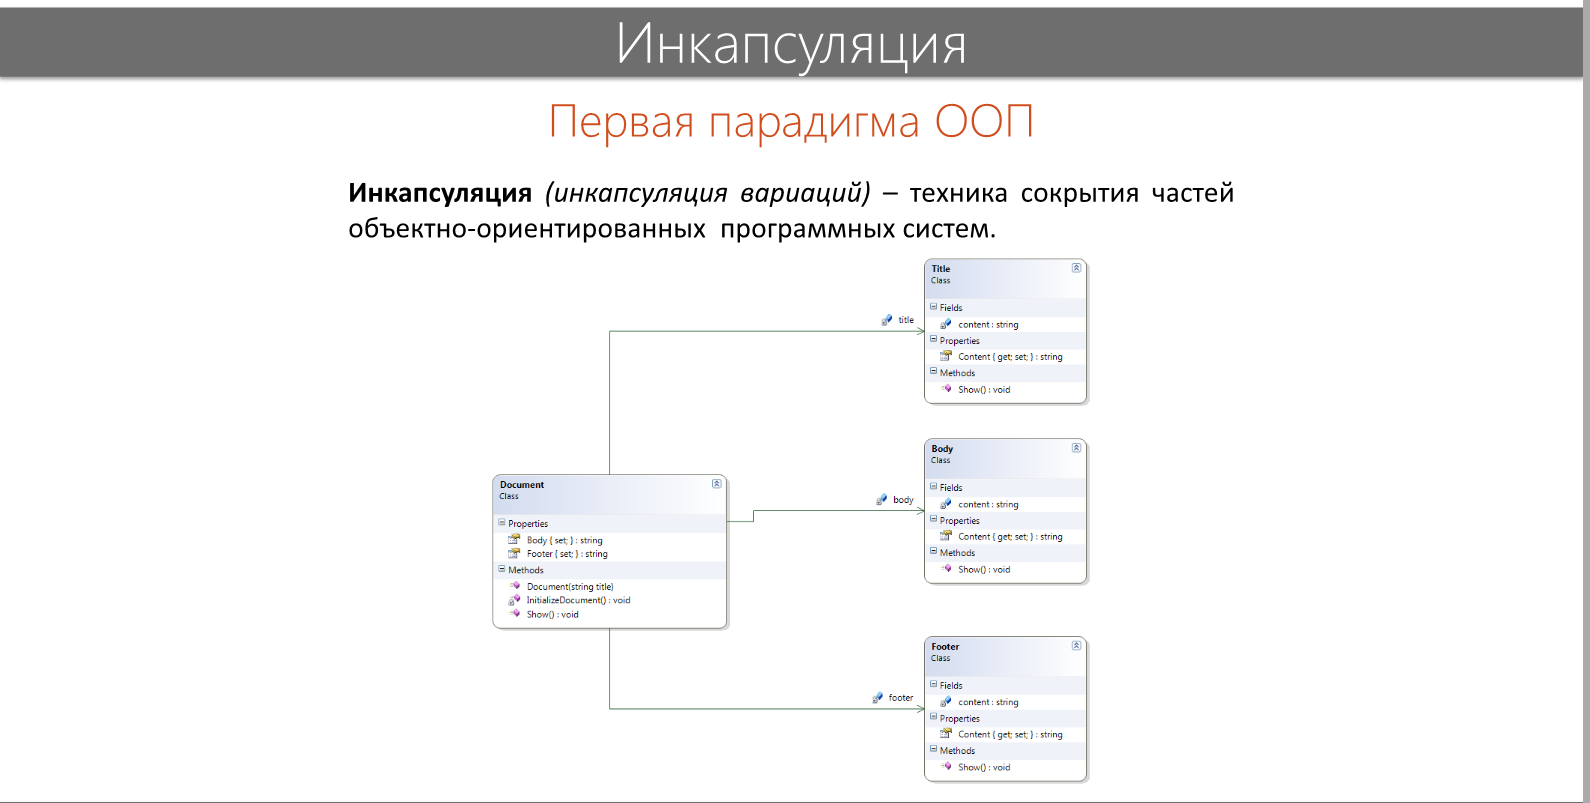 Инкапсуляция
Первая парадигма ООП
Инкапсуляция (инкапсуляция вариаций) – техника сокрытия частей
объектно-ориентированных программных систем.
Title
Class
Fields
content : string
Properties
Content { get; set; } : string
Methods
Show() : void
title
Body
Class
Fields
content : string
Properties
Content { get; set; } : string
Methods
Show() : void
body
Document
Class
Properties
Body { set; } : string
Footer { set; } : string
Methods
Document(string title)
InitializeDocument() : void
Show() : void
Footer
Class
Fields
content : string
Properties
Content { get; set; } : string
Methods
Show() : void
footer